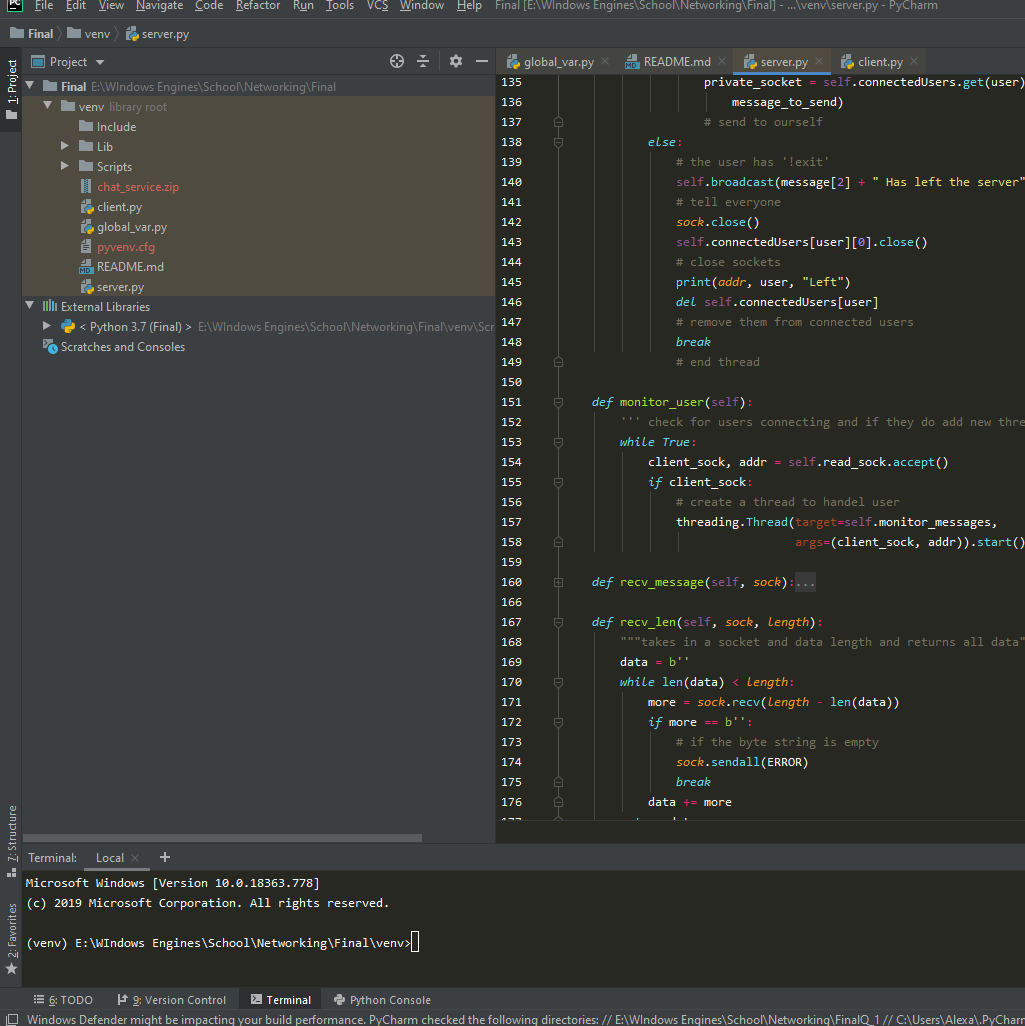 File Edit View Navigate Code Refactor Run Tools VCS Window Help Final [E:\WIndows Engines\School\Networking\Final] - ...\venv\server.py - PyCharm
Final venv server.py
1: Project
Project
global_var.py README.md server.py client.py
Final E:\WIndows Engines\School\Networking\Final
venv library root
Include
Lib
Scripts
chat_service.zip
client.py
global_var.py
pyvenv.cfg
README.md
server.py
External Libraries
< Python 3.7 (Final) > E:\WIndows Engines\School\Networking\Final\venv\Scr
Scratches and Consoles
135 private_socket = self.connectedUsers.get(user)
136 message_to_send)
137 # send to ourself
138 else:
139 # the user has '!exit'
140 self.broadcast(message[2] + " Has left the server"
141 # tell everyone
142 sock.close()
143 self.connectedUsers[user][0].close()
144 # close sockets
145 print(addr, user, "Left")
146 del self.connectedUsers[user]
147 # remove them from connected users
148 break
149 # end thread
150
151 def monitor_user(self):
152 ''' check for users connecting and if they do add new thre
153 while True:
154 client_sock, addr = self.read_sock.accept()
155 if client_sock:
156 # create a thread to handel user
157 threading.Thread(target=self.monitor_messages,
158 args=(client_sock, addr)).start()
159
160 def recv_message(self, sock):...
166
167 def recv_len(self, sock, length):
168 """takes in a socket and data length and returns all data"
169 data = b''
170 while len(data) < length:
171 more = sock.recv(length - len(data))
172 if more == b'':
173 # if the byte string is empty
174 sock.sendall(ERROR)
175 break
176 data += more
Z: Structure
2: Favorites
Terminal: Local +
Microsoft Windows [Version 10.0.18363.778]
(c) 2019 Microsoft Corporation. All rights reserved.
(venv) E:\WIndows Engines\School\Networking\Final\venv>
6: TODO 9: Version Control Terminal Python Console
Windows Defender might be impacting your build performance. PyCharm checked the following directories: // E:\WIndows Engines\School\Networking\FinalQ_1 // C:\Users\Alexa\.PyCharm